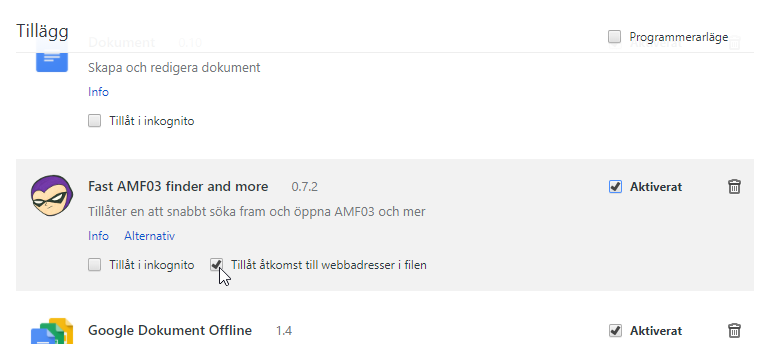 Tillägg
Programmerarläge
Dokument 0.10
Skapa och redigera dokument
Info
Tillåt i inkognito
Fast AMF03 finder and more 0.7.2 Aktiverat
Tillåter en att snabbt söka fram och öppna AMF03 och mer
Info Alternativ
Tillåt i inkognito Tillåt åtkomst till webbadresser i filen
Google Dokument Offline 1.4 Aktiverat